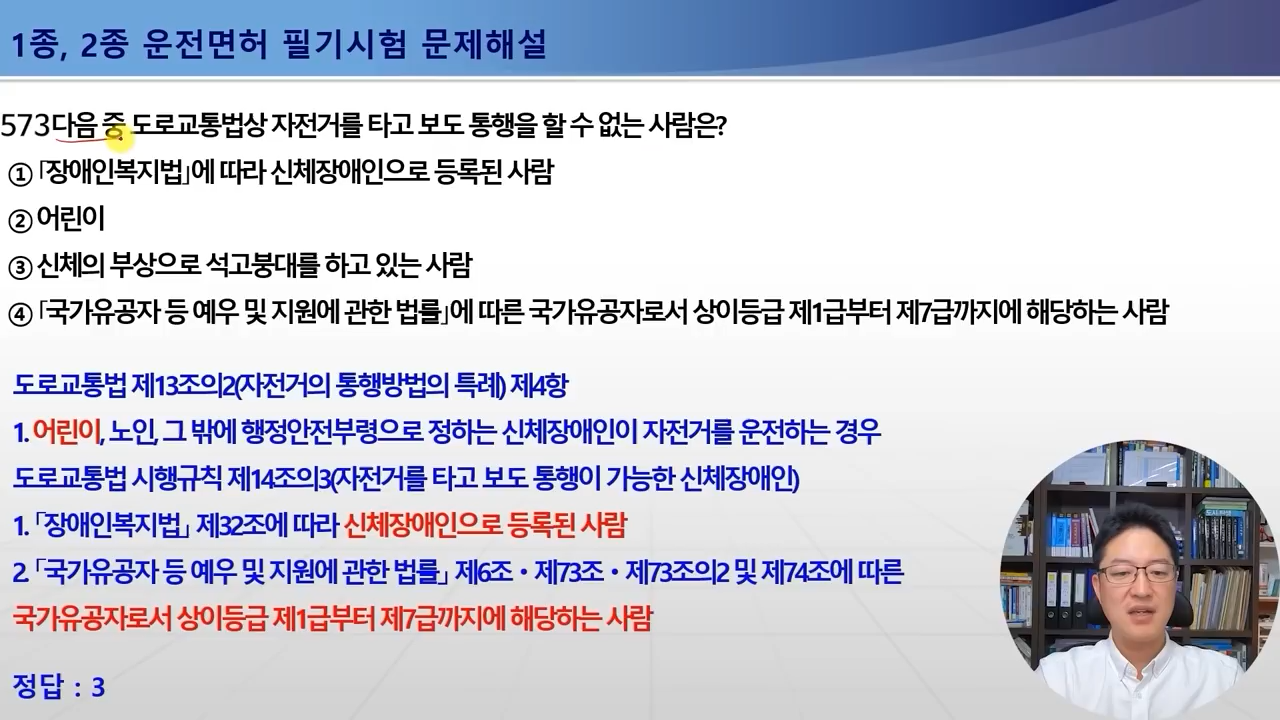 1종, 2종 운전면허 필기시험 문제해설
573다음 중 도로교통법상 자전거를 타고 보도 통행을 할 수 없는 사람은?
①「장애인복지법」에 따라 신체장애인으로 등록된 사람
② 어린이
③ 신체의 부상으로 석고붕대를 하고 있는 사람
④「국가유공자 등 예우 및 지원에 관한 법률」에 따른 국가유공자로서 상이등급 제1급부터 제7급까지에 해당하는 사람
도로교통법 제13조의2(자전거의 통행방법의 특례) 제4항
1. 어린이, 노인, 그 밖에 행정안전부령으로 정하는 신체장애인이 자전거를 운전하는 경우
도로교통법 시행규칙 제14조의3(자전거를 타고 보도 통행이 가능한 신체장애인)
1.「장애인복지법」 제32조에 따라 신체장애인으로 등록된 사람
2.「국가유공자 등 예우 및 지원에 관한 법률」 제6조·제73조·제73조의2 및 제74조에 따른
국가유공자로서 상이등급 제1급부터 제7급까지에 해당하는 사람
정답 : 3